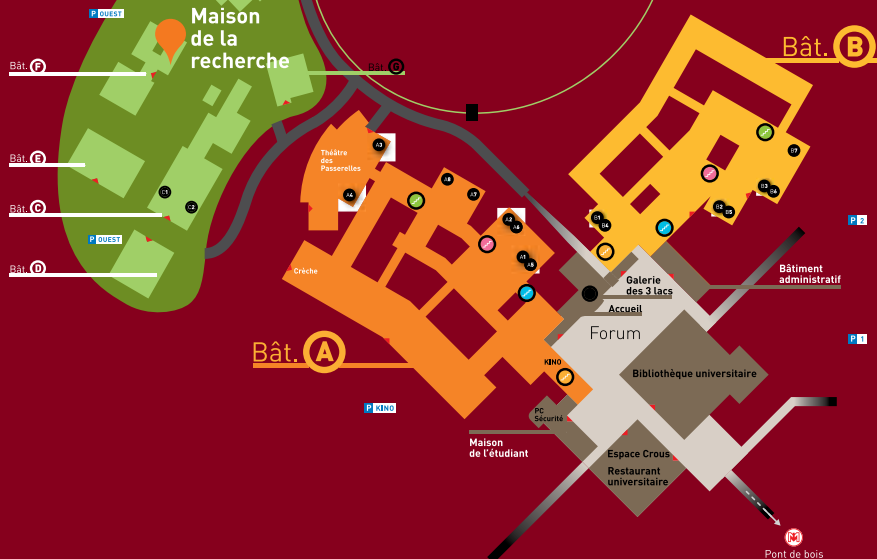 P OUEST
Maison
de la
recherche
Bât. F
Bât. G
Bât. B
Bât. E
Bât. C
Bât. D
C1
C2
P OUEST
Théâtre
des
Passerelles
A3
A4
A8
A7
A2
A6
A1
A5
Crèche
Bât. A
P KINO
KINO
B7
B3
B2
B5
B1
P 2
P 1
Galerie
des 3 lacs
Accueil
Forum
Bâtiment
administratif
Bibliothèque universitaire
PC
Sécurité
Maison
de l'étudiant
Espace Crous
Restaurant
universitaire
M
Pont de bois